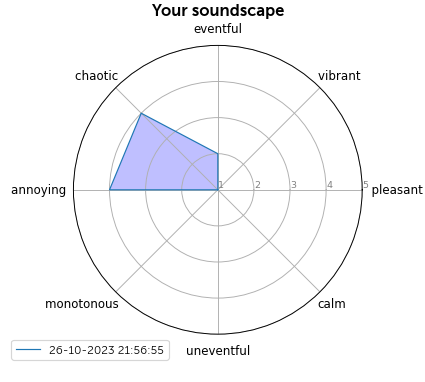 Your soundscape
eventful
chaotic
vibrant
annoying
1 2 3 4 5
pleasant
monotonous
calm
uneventful
26-10-2023 21:56:55